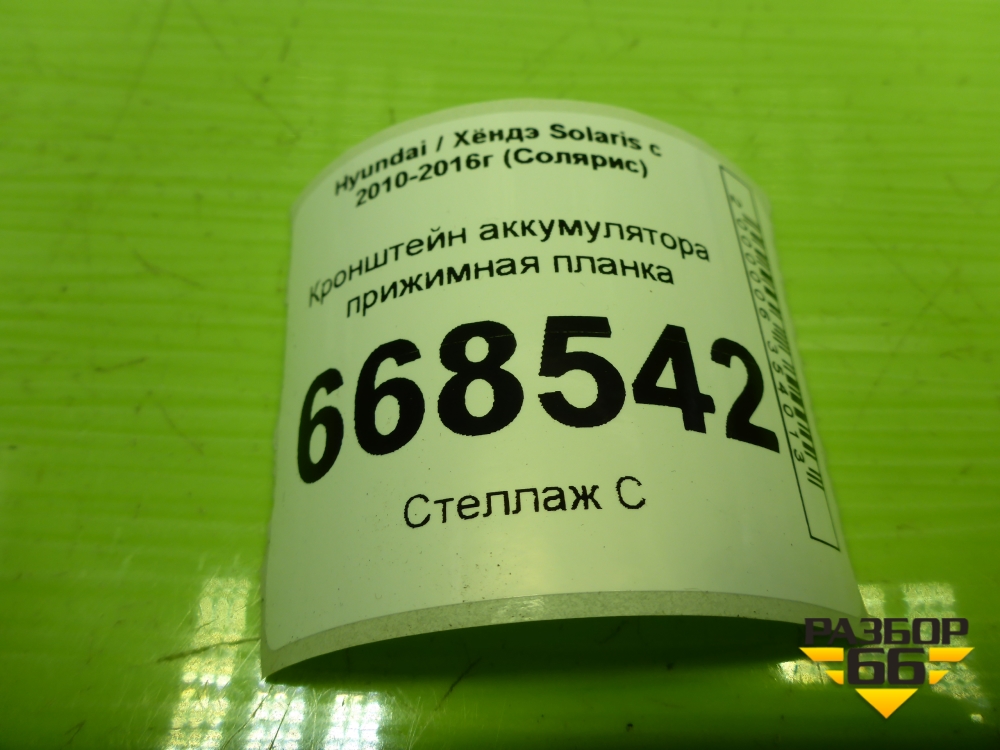 Hyundai / Хёндэ Solaris с
2010-2016г (Солярис)
Кронштейн аккумулятора
прижимная планка
668542
Стеллаж С
РАЗБОР
66